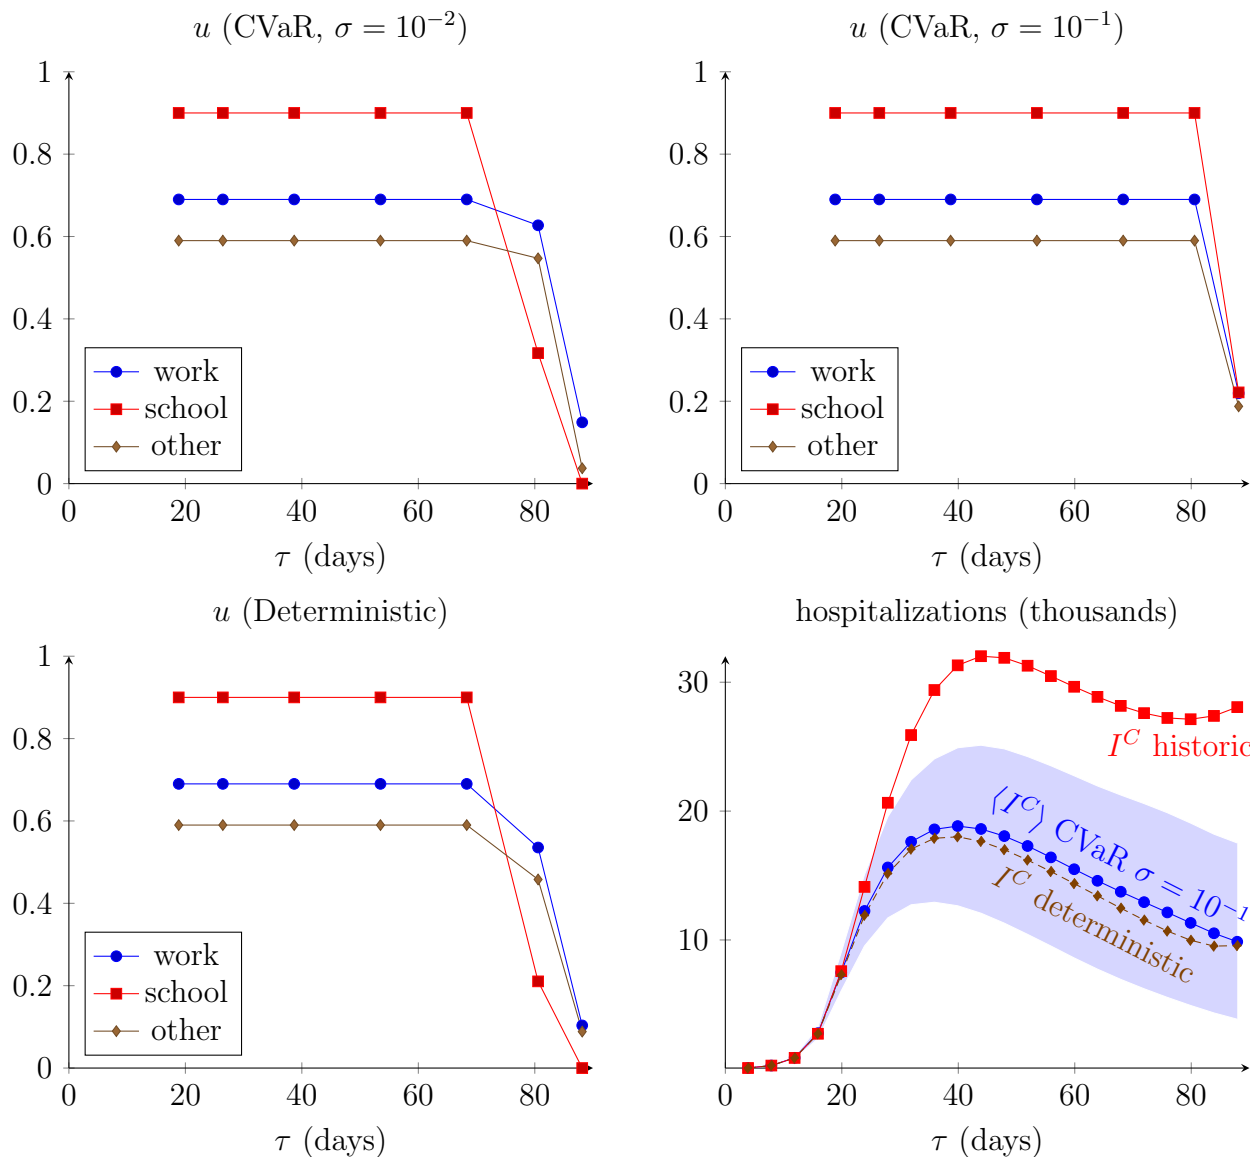 u (CVaR, σ = 10⁻²)
1
0.8
0.6
0.4
0.2
0
work
school
other
0 20 40 60 80
τ (days)
u (CVaR, σ = 10⁻¹)
1
0.8
0.6
0.4
0.2
0
work
school
other
0 20 40 60 80
τ (days)
u (Deterministic)
1
0.8
0.6
0.4
0.2
0
work
school
other
0 20 40 60 80
τ (days)
hospitalizations (thousands)
30
20
10
I^C historic
⟨I^C⟩ CVaR σ = 10⁻¹
I^C deterministic
0 20 40 60 80
τ (days)